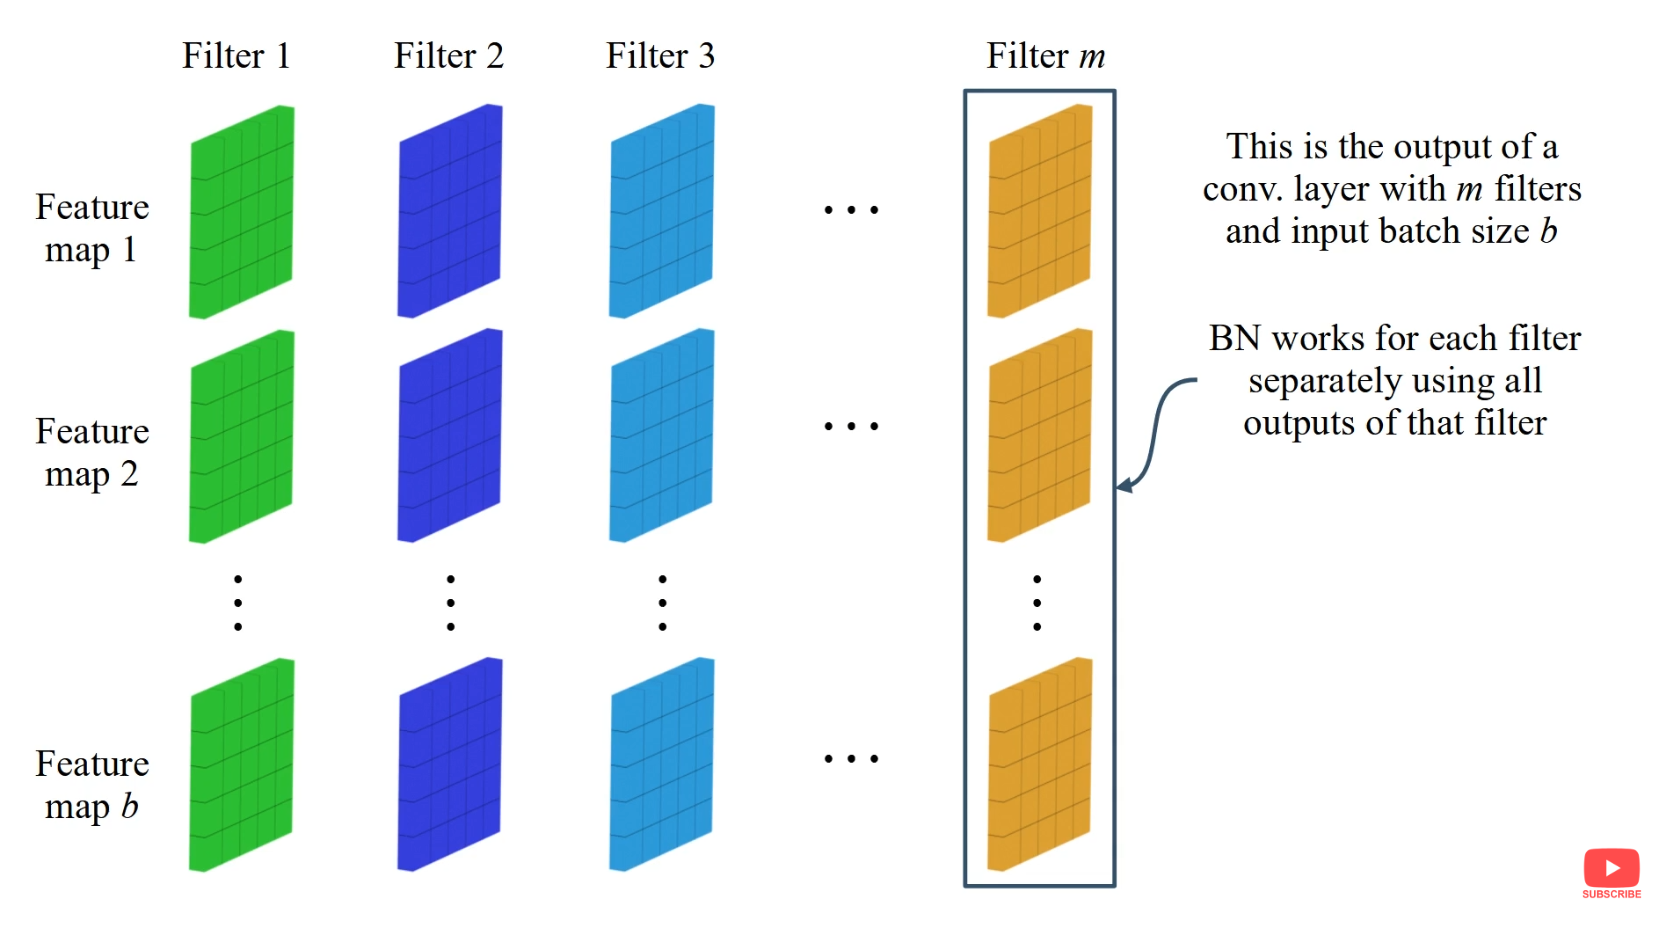 Filter 1
Filter 2
Filter 3
Filter m
Feature
map 1
This is the output of a
conv. layer with m filters
and input batch size b
BN works for each filter
separately using all
outputs of that filter
Feature
map 2
Feature
map b
SUBSCRIBE